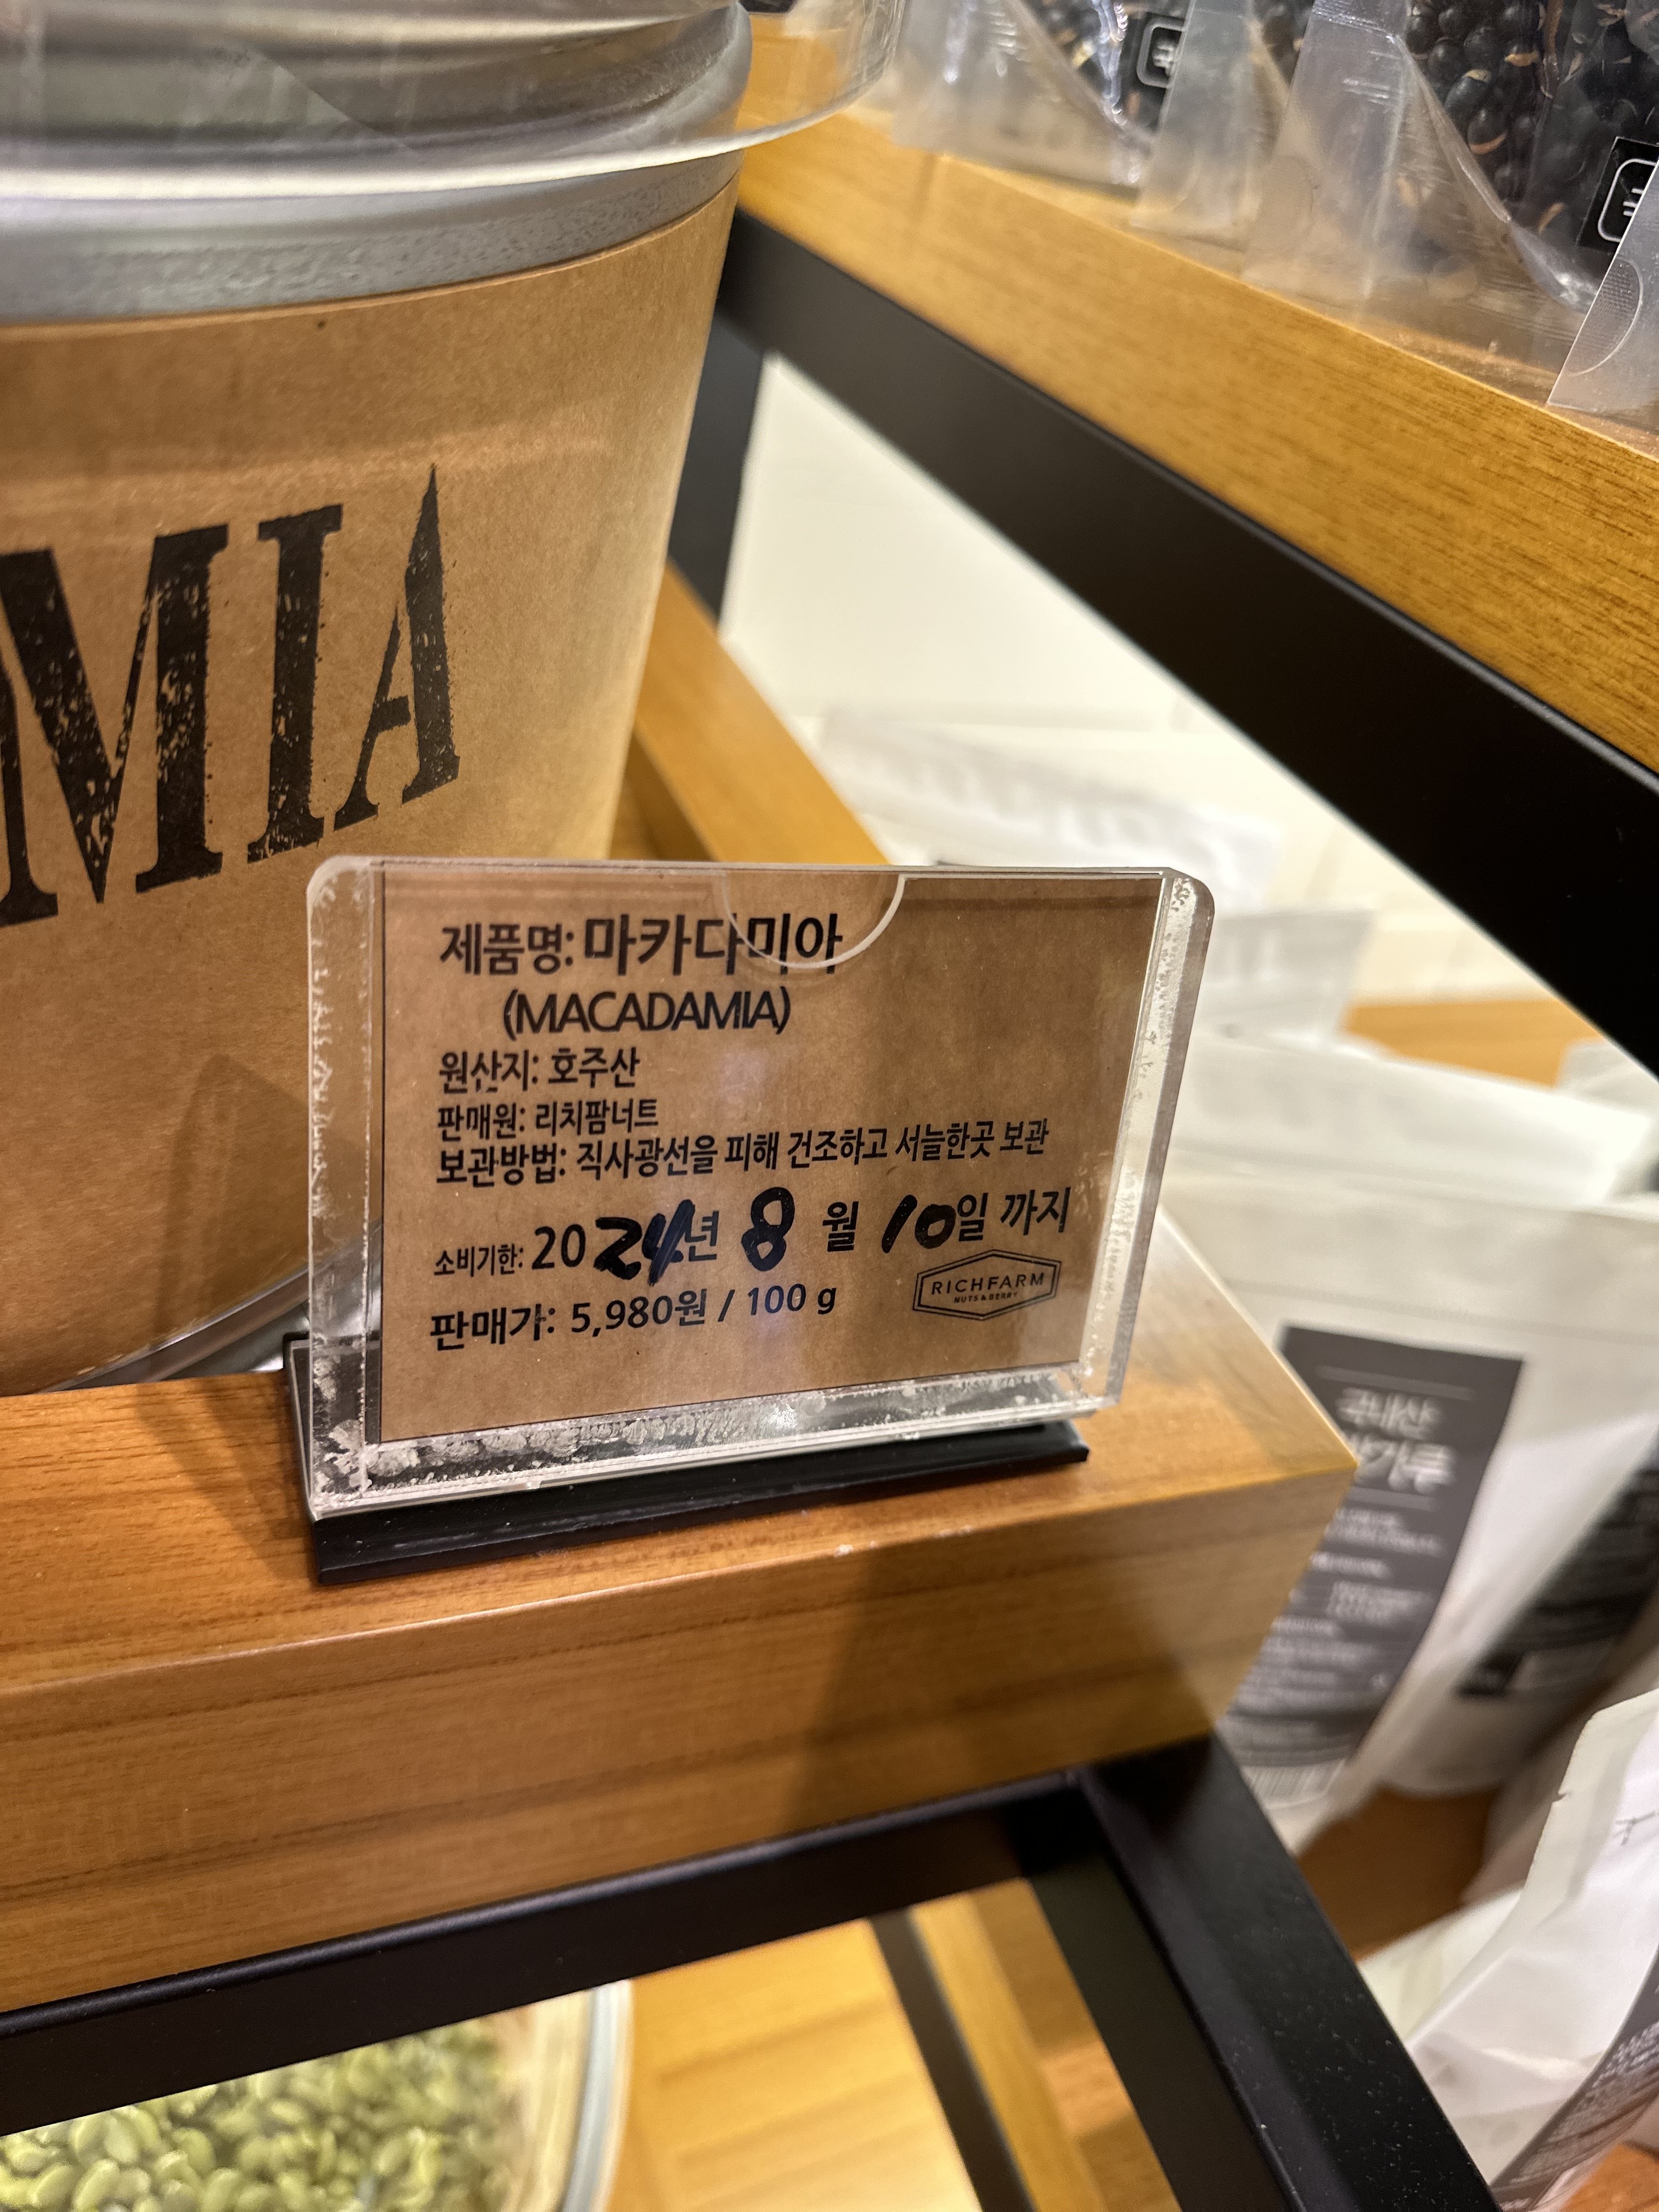 MIA
제품명: 마카다미아
(MACADAMIA)
원산지: 호주산
판매원: 리치팜너트
보관방법: 직사광선을 피해 건조하고 서늘한곳 보관
소비기한: 2024년 8월 10일 까지
판매가: 5,980원 / 100 g
RICHFARM
NUTS & BERRY
국내산